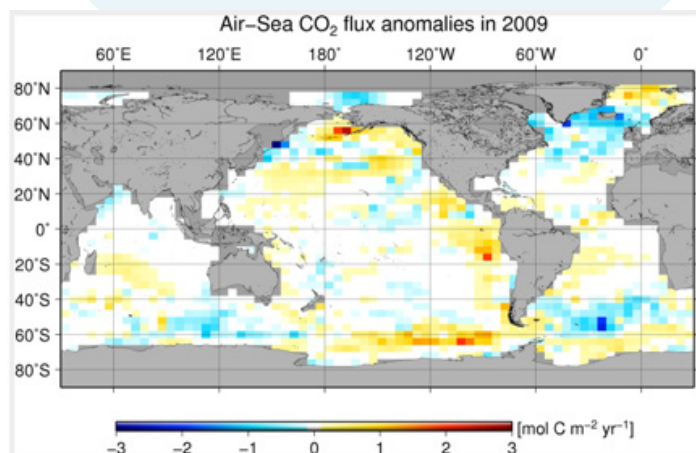 Air–Sea CO₂ flux anomalies in 2009
60˚E 120˚E 180˚ 120˚W 60˚W 0˚
80˚N
60˚N
40˚N
20˚N
0˚
20˚S
40˚S
60˚S
80˚S
[mol C m⁻² yr⁻¹]
−3 −2 −1 0 1 2 3